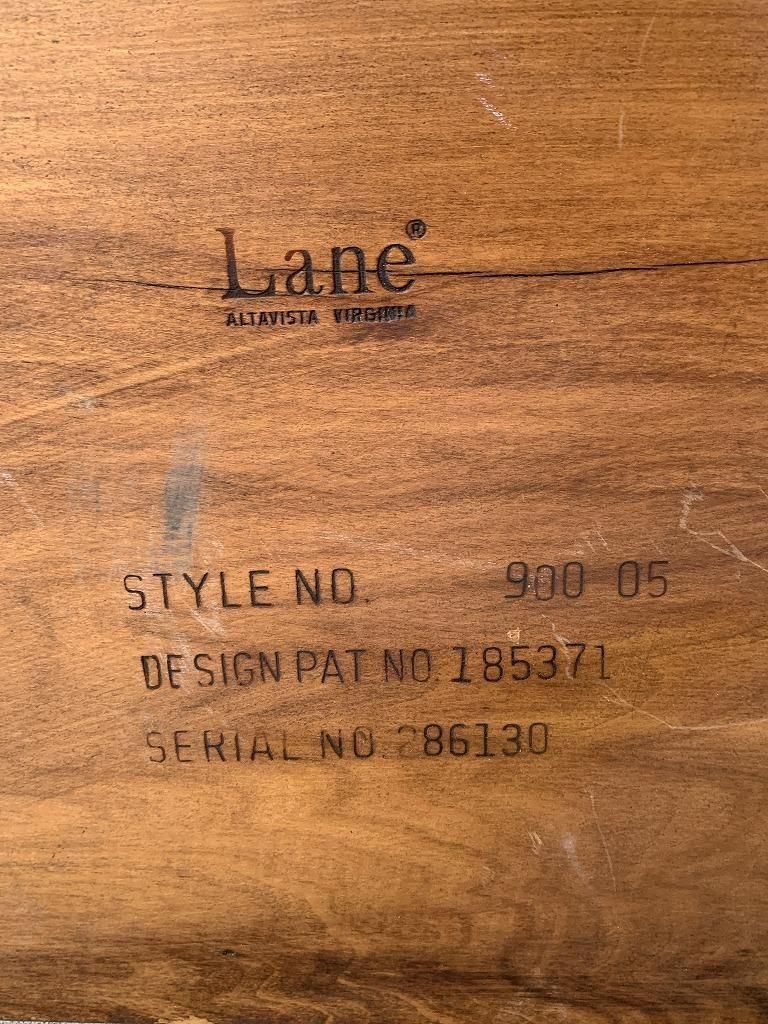 Lane®
ALTAVISTA VIRGINIA
STYLE NO. 900 05
DESIGN PAT NO. 185371
SERIAL NO. 286130